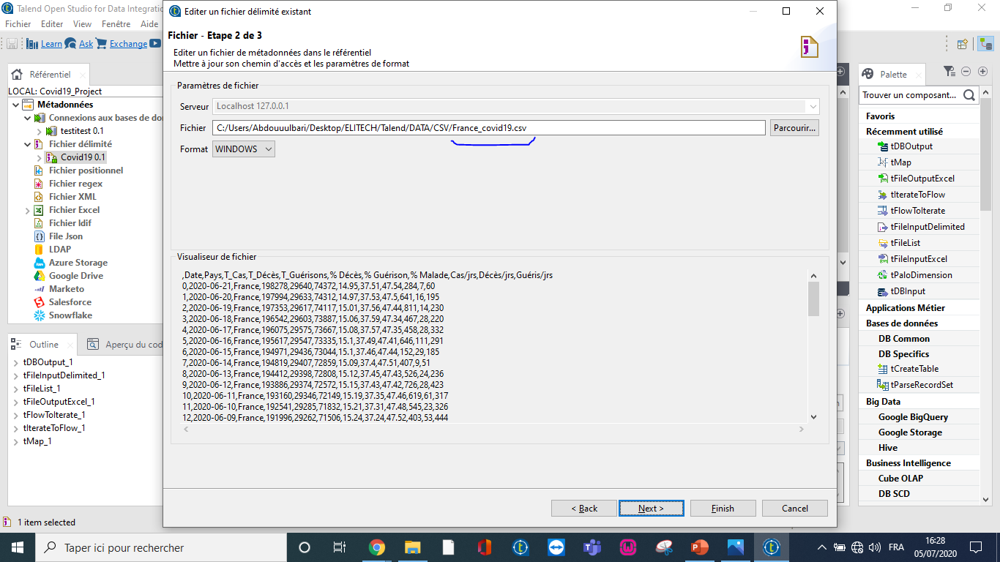 Talend Open Studio for Data Integration
Fichier Editer View Fenêtre Aide
Learn Ask Exchange
Référentiel
LOCAL: Covid19_Project
Métadonnées
Connexions aux bases de
testitest 0.1
Fichier délimité
Covid19 0.1
Fichier positionnel
Fichier regex
Fichier XML
Fichier Excel
Fichier ldif
File Json
LDAP
Azure Storage
Google Drive
Marketo
Salesforce
Snowflake
Outline
Aperçu du cod
tDBOutput_1
tFileInputDelimited_1
tFileList_1
tFileOutputExcel_1
tFlowToIterate_1
tIterateToFlow_1
tMap_1
1 item selected
Editer un fichier délimité existant
Fichier - Etape 2 de 3
Editer un fichier de métadonnées dans le référentiel
Mettre à jour son chemin d'accès et les paramètres de format
Paramètres de fichier
Serveur Localhost 127.0.0.1
Fichier C:/Users/Abdouuulbari/Desktop/ELITECH/Talend/DATA/CSV/France_covid19.csv Parcourir...
Format WINDOWS
Visualiseur de fichier
,Date,Pays,T_Cas,T_Décès,T_Guérisons,% Décès,% Guérison,% Malade,Cas/jrs,Décès/jrs,Guéris/jrs
0,2020-06-21,France,198278,29640,74372,14.95,37.51,47.54,284,7,60
1,2020-06-20,France,197994,29633,74312,14.97,37.53,47.5,641,16,195
2,2020-06-19,France,197353,29617,74117,15.01,37.56,47.44,811,14,230
3,2020-06-18,France,196542,29603,73887,15.06,37.59,47.34,467,28,220
4,2020-06-17,France,196075,29575,73667,15.08,37.57,47.35,458,28,332
5,2020-06-16,France,195617,29547,73335,15.1,37.49,47.41,646,111,291
6,2020-06-15,France,194971,29436,73044,15.1,37.46,47.44,152,29,185
7,2020-06-14,France,194819,29407,72859,15.09,37.4,47.51,407,9,51
8,2020-06-13,France,194412,29398,72808,15.12,37.45,47.43,526,24,236
9,2020-06-12,France,193886,29374,72572,15.15,37.43,47.42,726,28,423
10,2020-06-11,France,193160,29346,72149,15.19,37.35,47.46,619,61,317
11,2020-06-10,France,192541,29285,71832,15.21,37.31,47.48,545,23,326
12,2020-06-09,France,191996,29262,71506,15.24,37.24,47.52,403,53,444
< Back
Next >
Finish
Cancel
Palette
Trouver un composant...
Favoris
Récemment utilisé
tDBOutput
tMap
tFileOutputExcel
tIterateToFlow
tFlowToIterate
tFileInputDelimited
tFileList
tFileInputExcel
tPaloDimension
tDBInput
Applications Métier
Bases de données
DB Common
DB Specifics
tCreateTable
tParseRecordSet
Big Data
Google BigQuery
Google Storage
Hive
Business Intelligence
Cube OLAP
DB SCD
Taper ici pour rechercher
FRA
16:28
05/07/2020